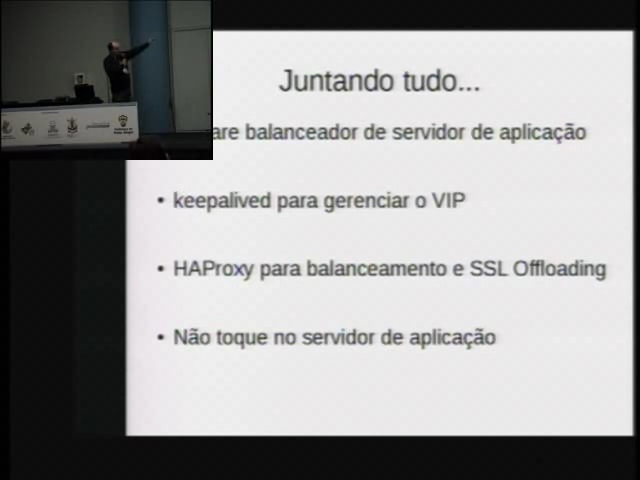 Juntando tudo...
are balanceador de servidor de aplicação
• keepalived para gerenciar o VIP
• HAProxy para balanceamento e SSL Offloading
• Não toque no servidor de aplicação